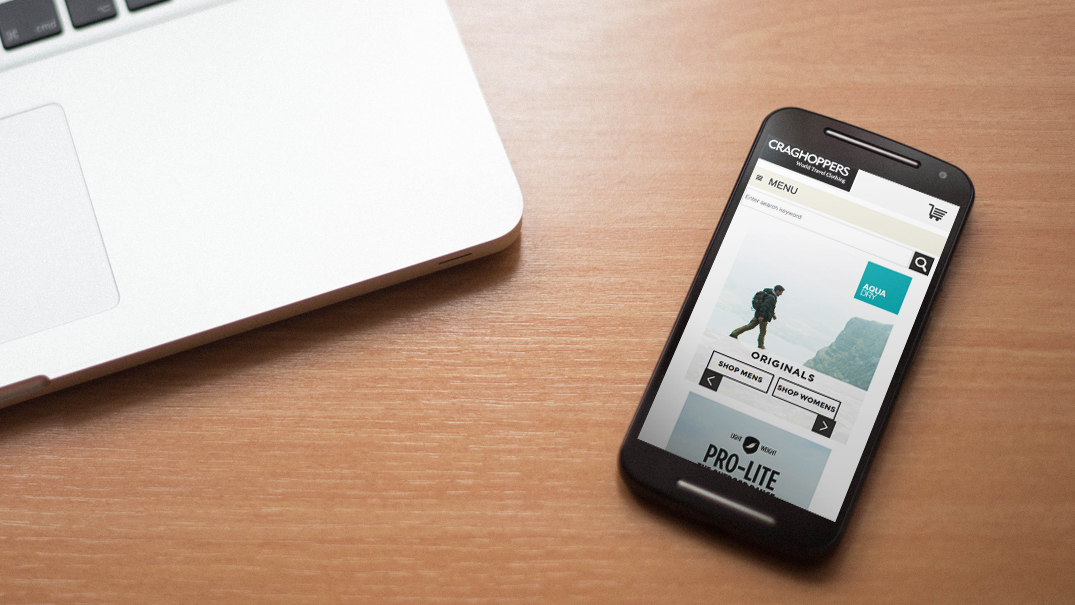 alt
cmd
CRAGHOPPERS
World Travel Clothing
MENU
Enter search keyword
AQUA
DRY
ORIGINALS
SHOP MENS
SHOP WOMENS
LIGHT WEIGHT
PRO-LITE